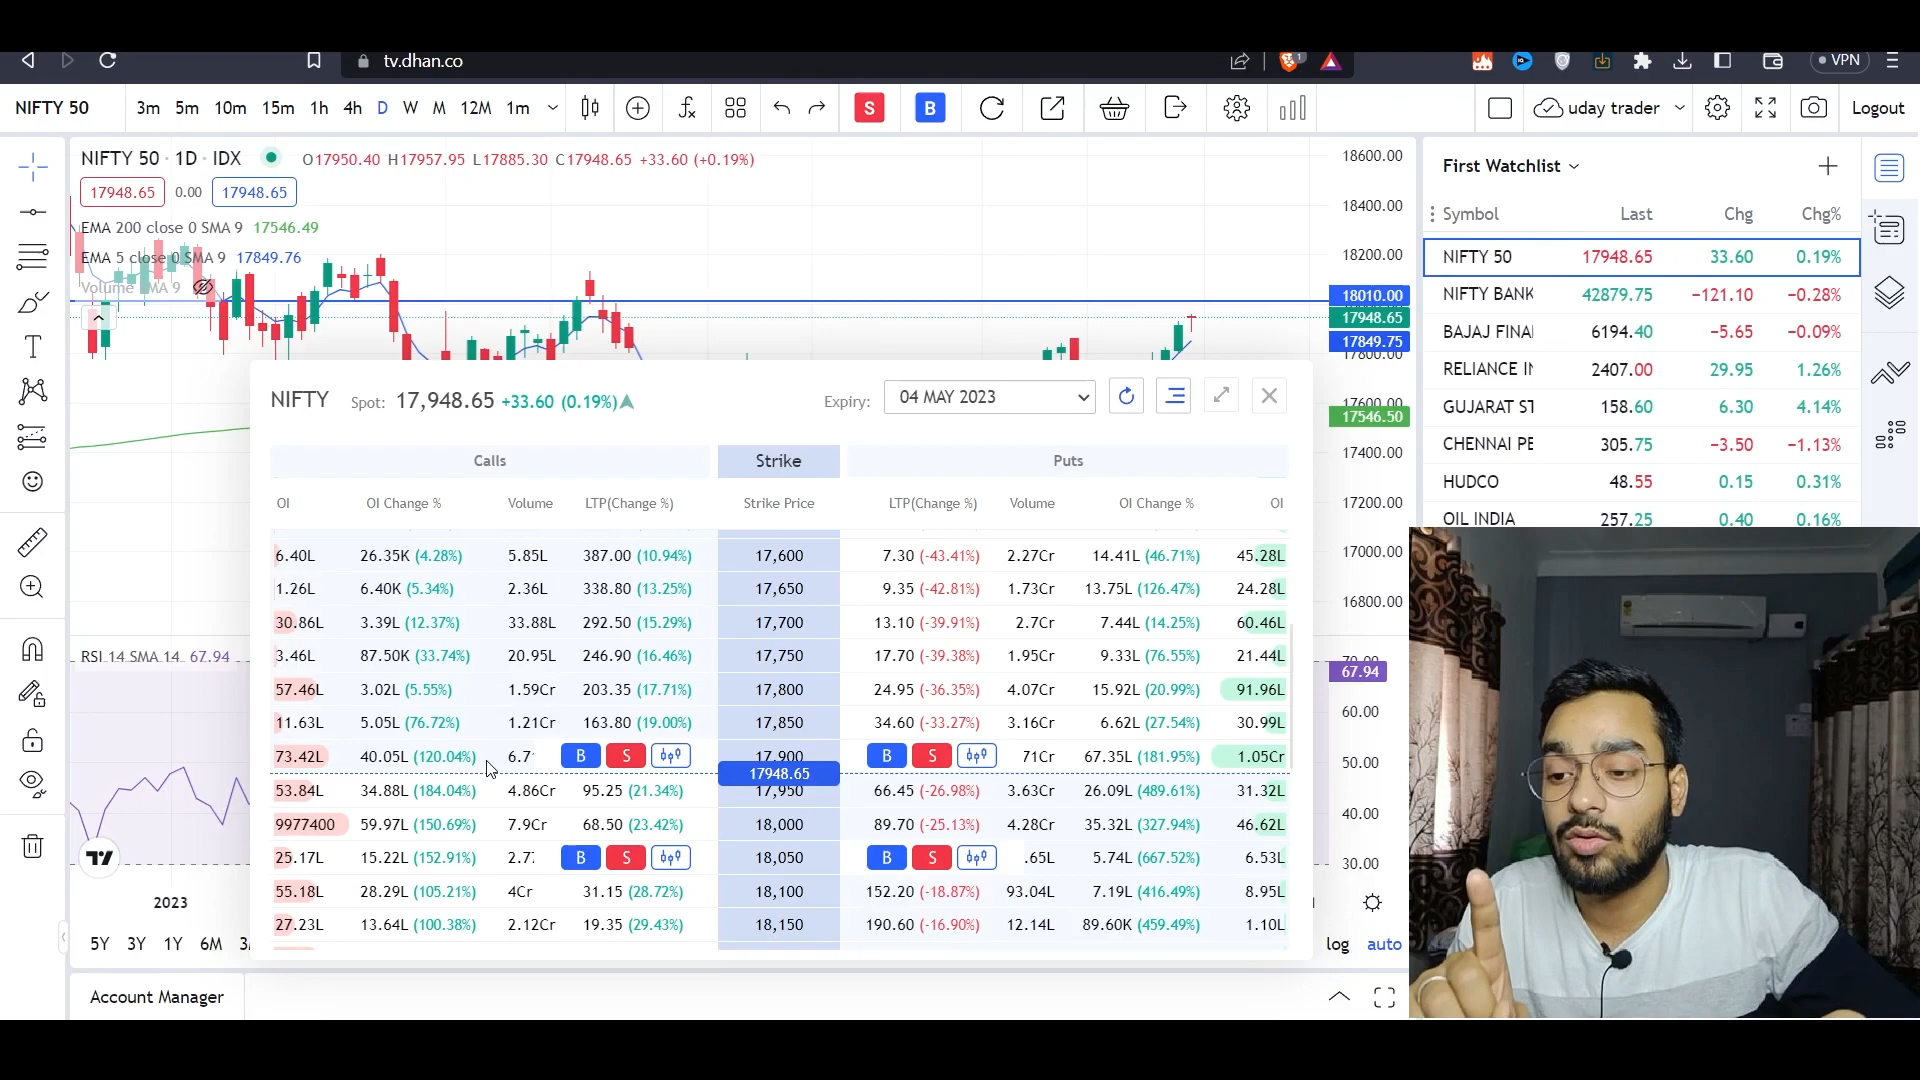 tv.dhan.co
1
VPN
NIFTY 50 3m 5m 10m 15m 1h 4h D W M 12M 1m S B uday trader Logout
NIFTY 50 · 1D · IDX O17950.40 H17957.95 L17885.30 C17948.65 +33.60 (+0.19%)
17948.65 0.00 17948.65
EMA 200 close 0 SMA 9 17546.49
EMA 5 close 0 SMA 9 17849.76
Volume SMA 9
18600.00
18400.00
18200.00
18010.00
17948.65
17849.75
17800.00
17600.00
17546.50
17400.00
17200.00
17000.00
16800.00
First Watchlist
Symbol Last Chg Chg%
NIFTY 50 17948.65 33.60 0.19%
NIFTY BANK 42879.75 −121.10 −0.28%
BAJAJ FINA 6194.40 −5.65 −0.09%
RELIANCE IN 2407.00 29.95 1.26%
GUJARAT ST 158.60 6.30 4.14%
CHENNAI PE 305.75 −3.50 −1.13%
HUDCO 48.55 0.15 0.31%
OIL INDIA 257.25 0.40 0.16%
NIFTY Spot: 17,948.65 +33.60 (0.19%) Expiry: 04 MAY 2023
Calls Strike Puts
OI OI Change % Volume LTP(Change %) Strike Price LTP(Change %) Volume OI Change % OI
6.40L 26.35K (4.28%) 5.85L 387.00 (10.94%) 17,600 7.30 (-43.41%) 2.27Cr 14.41L (46.71%) 45.28L
1.26L 6.40K (5.34%) 2.36L 338.80 (13.25%) 17,650 9.35 (-42.81%) 1.73Cr 13.75L (126.47%) 24.28L
30.86L 3.39L (12.37%) 33.88L 292.50 (15.29%) 17,700 13.10 (-39.91%) 2.7Cr 7.44L (14.25%) 60.46L
3.46L 87.50K (33.74%) 20.95L 246.90 (16.46%) 17,750 17.70 (-39.38%) 1.95Cr 9.33L (76.55%) 21.44L
57.46L 3.02L (5.55%) 1.59Cr 203.35 (17.71%) 17,800 24.95 (-36.35%) 4.07Cr 15.92L (20.99%) 91.96L
11.63L 5.05L (76.72%) 1.21Cr 163.80 (19.00%) 17,850 34.60 (-33.27%) 3.16Cr 6.62L (27.54%) 30.99L
73.42L 40.05L (120.04%) 6.7 B S 17,900 B S 71Cr 67.35L (181.95%) 1.05Cr
17948.65
53.84L 34.88L (184.04%) 4.86Cr 95.25 (21.34%) 17,950 66.45 (-26.98%) 3.63Cr 26.09L (489.61%) 31.32L
9977400 59.97L (150.69%) 7.9Cr 68.50 (23.42%) 18,000 89.70 (-25.13%) 4.28Cr 35.32L (327.94%) 46.62L
25.17L 15.22L (152.91%) 2.7 B S 18,050 B S .65L 5.74L (667.52%) 6.53L
55.18L 28.29L (105.21%) 4Cr 31.15 (28.72%) 18,100 152.20 (-18.87%) 93.04L 7.19L (416.49%) 8.95L
27.23L 13.64L (100.38%) 2.12Cr 19.35 (29.43%) 18,150 190.60 (-16.90%) 12.14L 89.60K (459.49%) 1.10L
RSI 14 SMA 14 67.94
70.00
67.94
60.00
50.00
40.00
30.00
2023
5Y 3Y 1Y 6M log auto
Account Manager